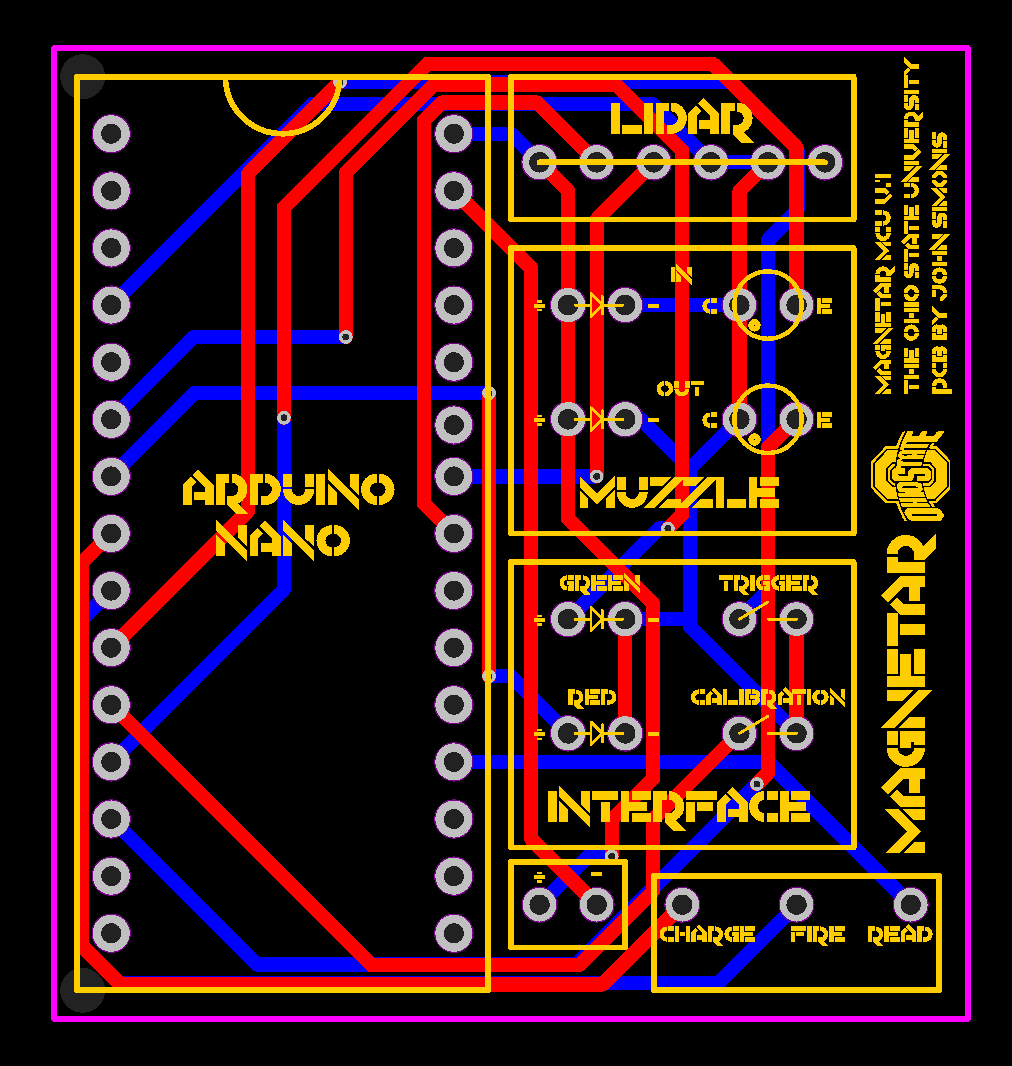 LIDAR
IN
+ - C E
OUT
+ - C E
MUZZLE
ARDUINO
NANO
GREEN TRIGGER
+ -
RED CALIBRATION
+ -
INTERFACE
+ -
CHARGE FIRE READ
MAGNETAR MCU V.1
THE OHIO STATE UNIVERSITY
PCB BY JOHN SIMONS
OHIO STATE
MAGNETAR